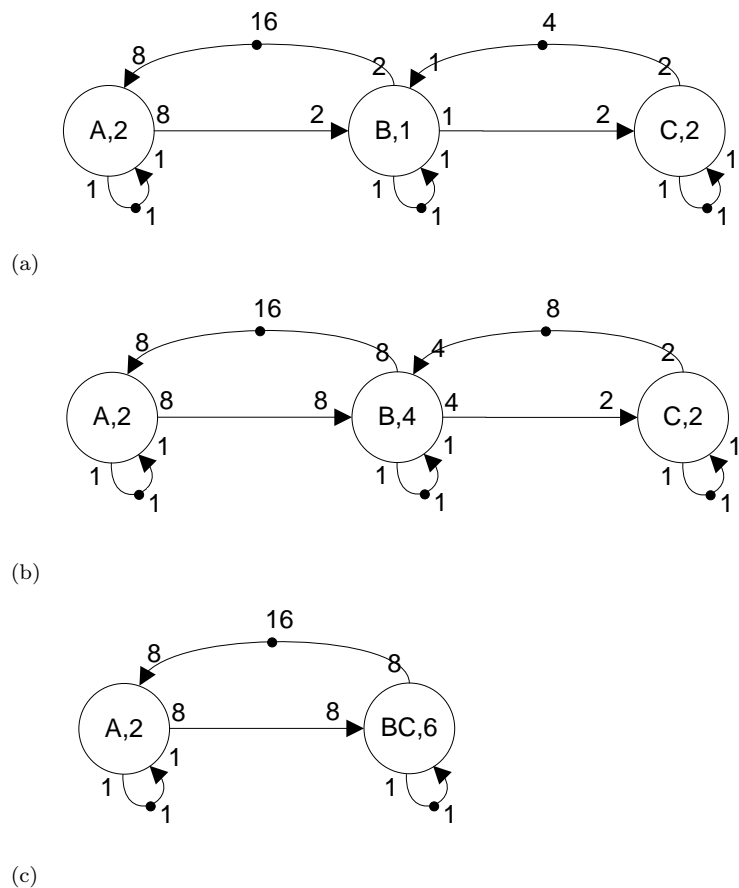 16 4
8 2 1 2
A,2 8 2 B,1 1 2 C,2
1 1 1
1 1 1
1 1 1
(a)
16 8
8 8 4 2
A,2 8 8 B,4 4 2 C,2
1 1 1
1 1 1
1 1 1
(b)
16
8 8
A,2 8 8 BC,6
1 1
1 1
1 1
(c)